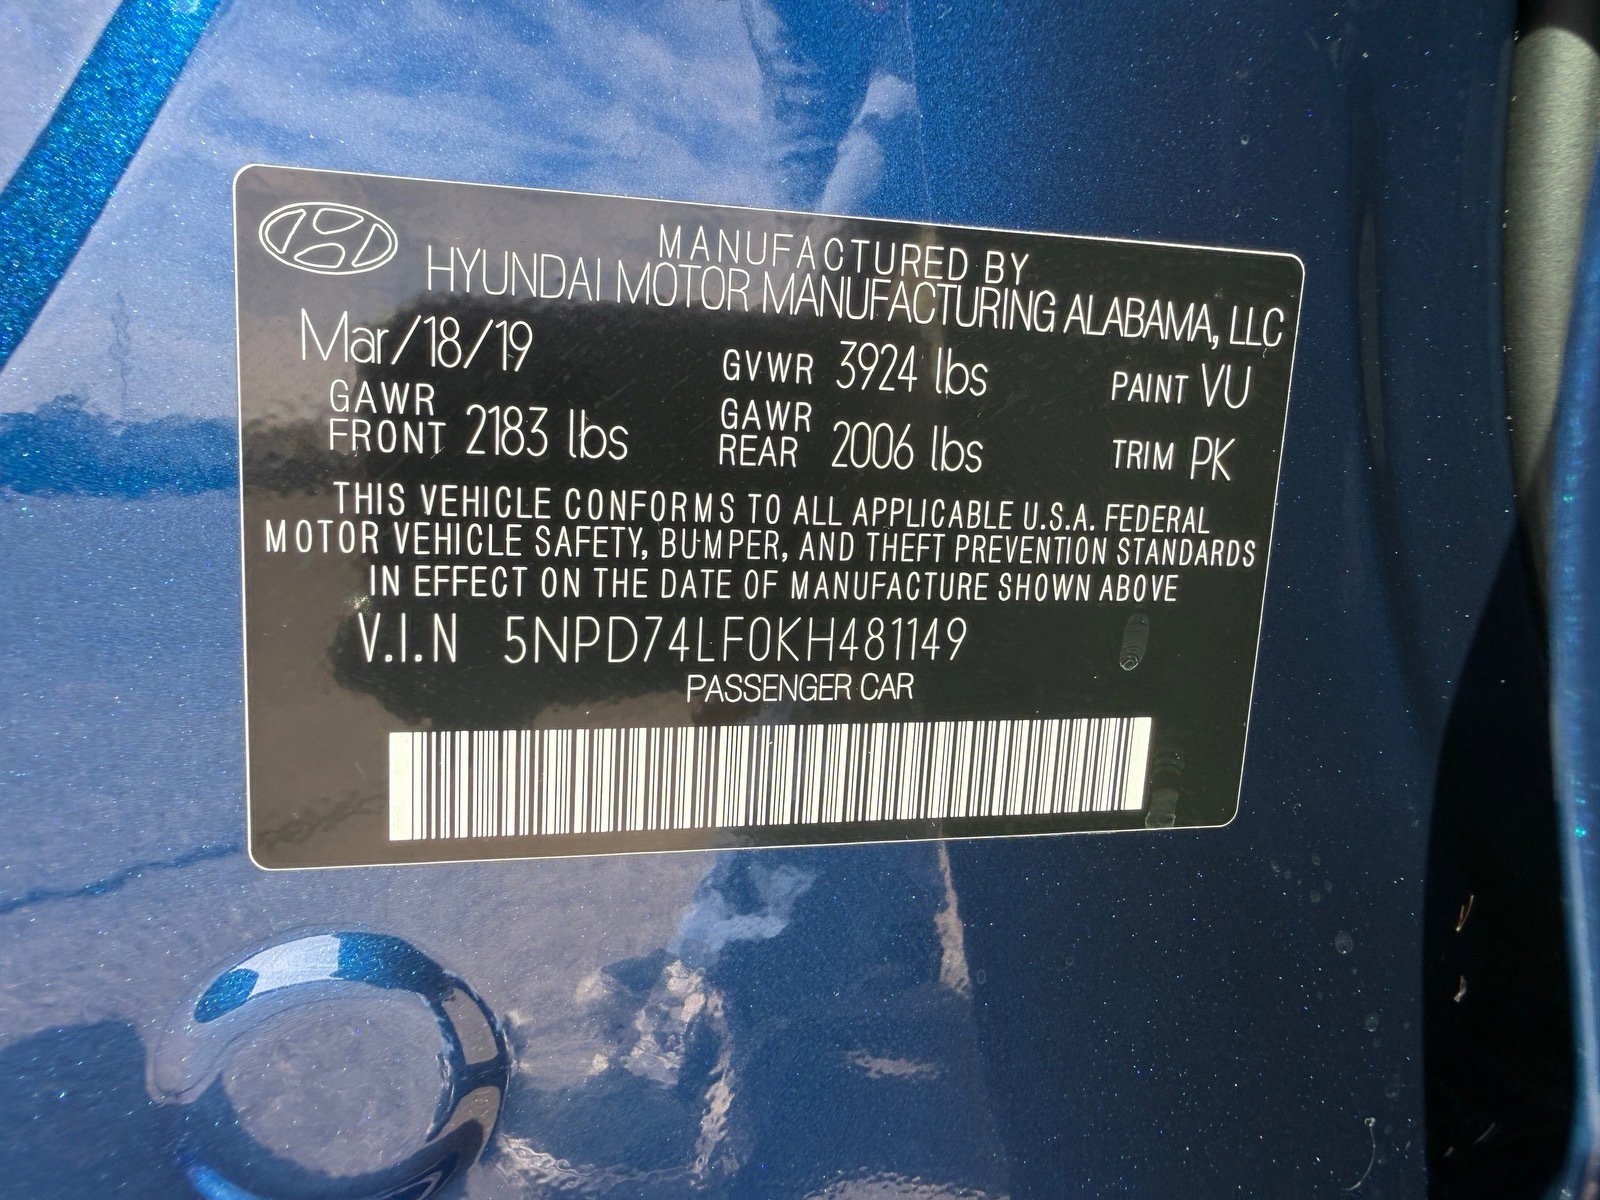 MANUFACTURED BY
HYUNDAI MOTOR MANUFACTURING ALABAMA, LLC
Mar/18/19 GVWR 3924 lbs PAINT VU
GAWR FRONT 2183 lbs GAWR REAR 2006 lbs TRIM PK
THIS VEHICLE CONFORMS TO ALL APPLICABLE U.S.A. FEDERAL
MOTOR VEHICLE SAFETY, BUMPER, AND THEFT PREVENTION STANDARDS
IN EFFECT ON THE DATE OF MANUFACTURE SHOWN ABOVE
V.I.N 5NPD74LF0KH481149
PASSENGER CAR